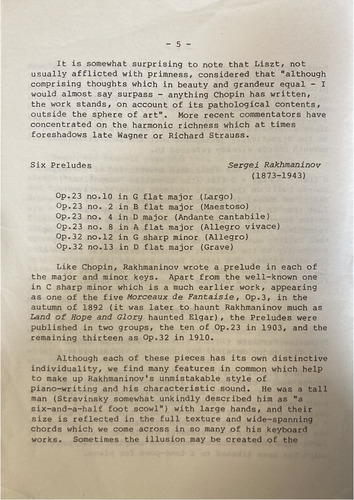 - 5 -
It is somewhat surprising to note that Liszt, not
usually afflicted with primness, considered that "although
comprising thoughts which in beauty and grandeur equal - I
would almost say surpass - anything Chopin has written,
the work stands, on account of its pathological contents,
outside the sphere of art". More recent commentators have
concentrated on the harmonic richness which at times
foreshadows late Wagner or Richard Strauss.
Six Preludes Sergei Rakhmaninov
(1873-1943)
Op.23 no.10 in G flat major (Largo)
Op.23 no. 2 in B flat major (Maestoso)
Op.23 no. 4 in D major (Andante cantabile)
Op.23 no. 8 in A flat major (Allegro vivace)
Op.32 no.12 in G sharp minor (Allegro)
Op.32 no.13 in D flat major (Grave)
Like Chopin, Rakhmaninov wrote a prelude in each of
the major and minor keys. Apart from the well-known one
in C sharp minor which is a much earlier work, appearing
as one of the five Morceaux de Fantaisie, Op.3, in the
autumn of 1892 (it was later to haunt Rakhmaninov much as
Land of Hope and Glory haunted Elgar), the Preludes were
published in two groups, the ten of Op.23 in 1903, and the
remaining thirteen as Op.32 in 1910.
Although each of these pieces has its own distinctive
individuality, we find many features in common which help
to make up Rakhmaninov's unmistakable style of
piano-writing and his characteristic sound. He was a tall
man (Stravinsky somewhat unkindly described him as "a
six-and-a-half foot scowl") with large hands, and their
size is reflected in the full texture and wide-spanning
chords which we come across in so many of his keyboard
works. Sometimes the illusion may be created of the